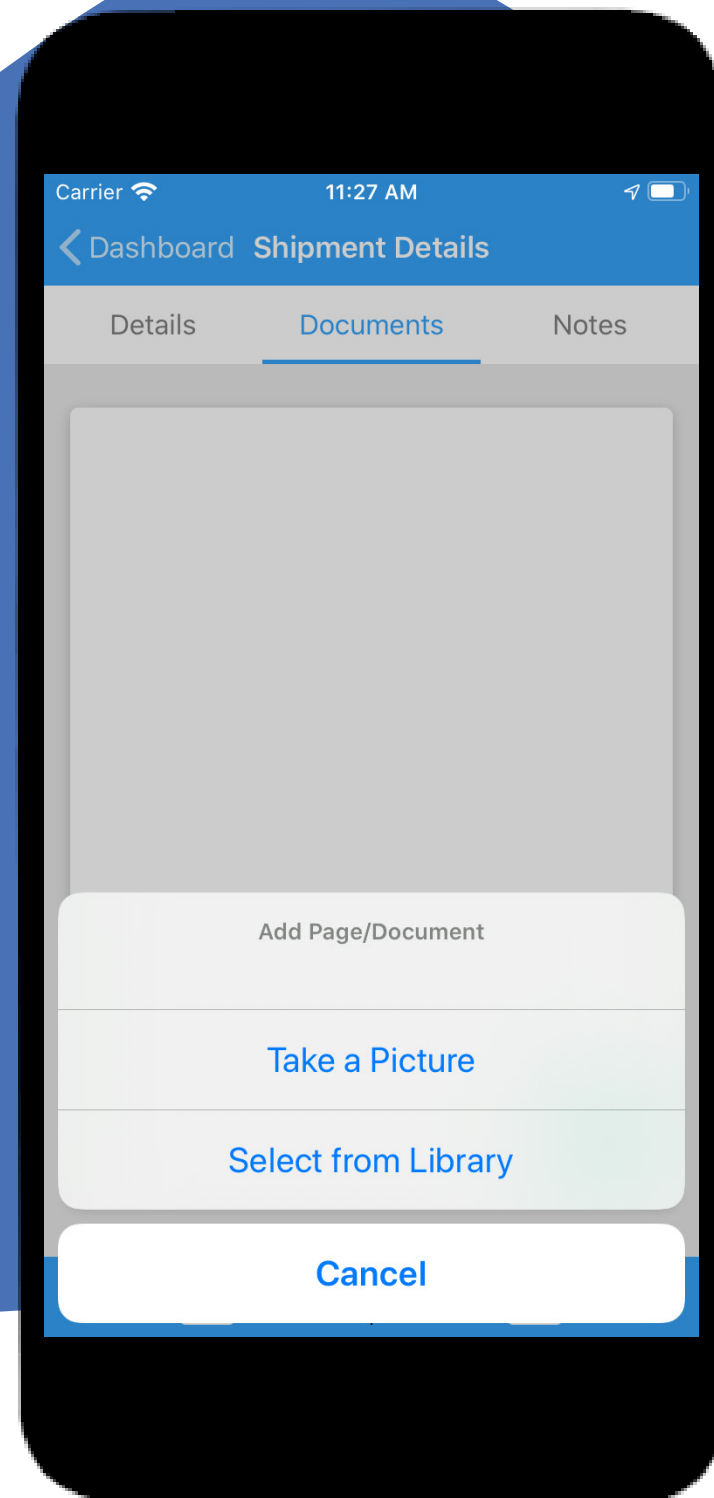 Carrier 11:27 AM
Dashboard Shipment Details
Details Documents Notes
Add Page/Document
Take a Picture
Select from Library
Cancel